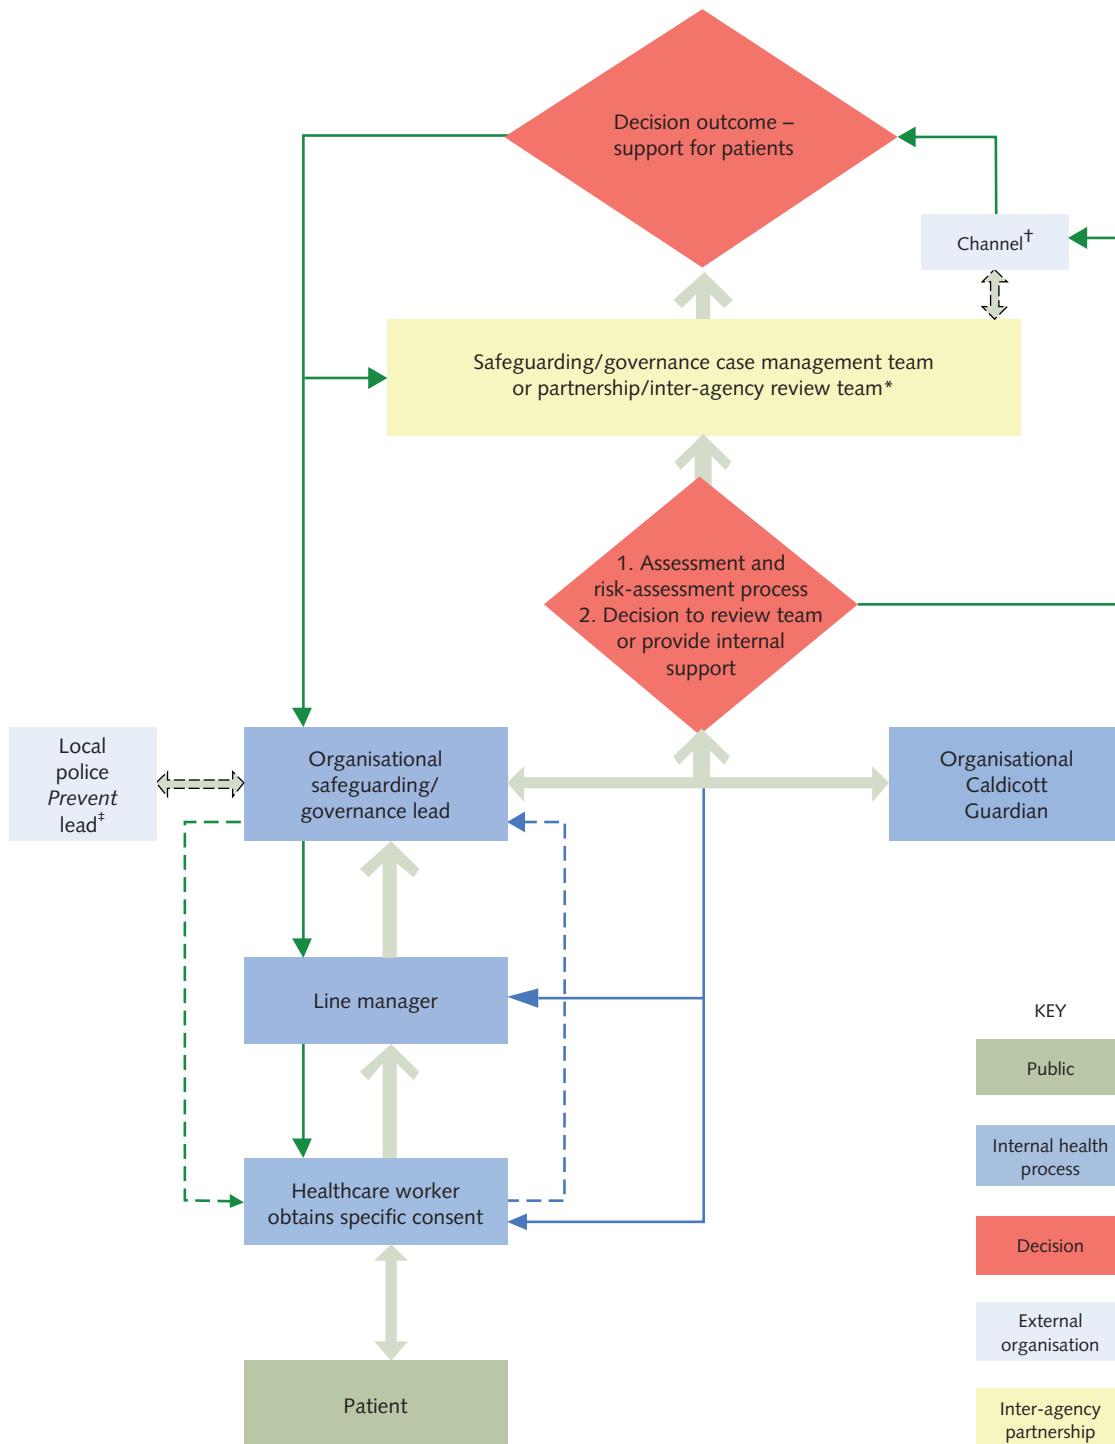 Decision outcome –
support for patients
Channel†
Safeguarding/governance case management team
or partnership/inter-agency review team*
1. Assessment and
risk-assessment process
2. Decision to review team
or provide internal
support
Local
police
Prevent
lead‡
Organisational
safeguarding/
governance lead
Organisational
Caldicott
Guardian
Line manager
Healthcare worker
obtains specific consent
Patient
KEY
Public
Internal health
process
Decision
External
organisation
Inter-agency
partnership